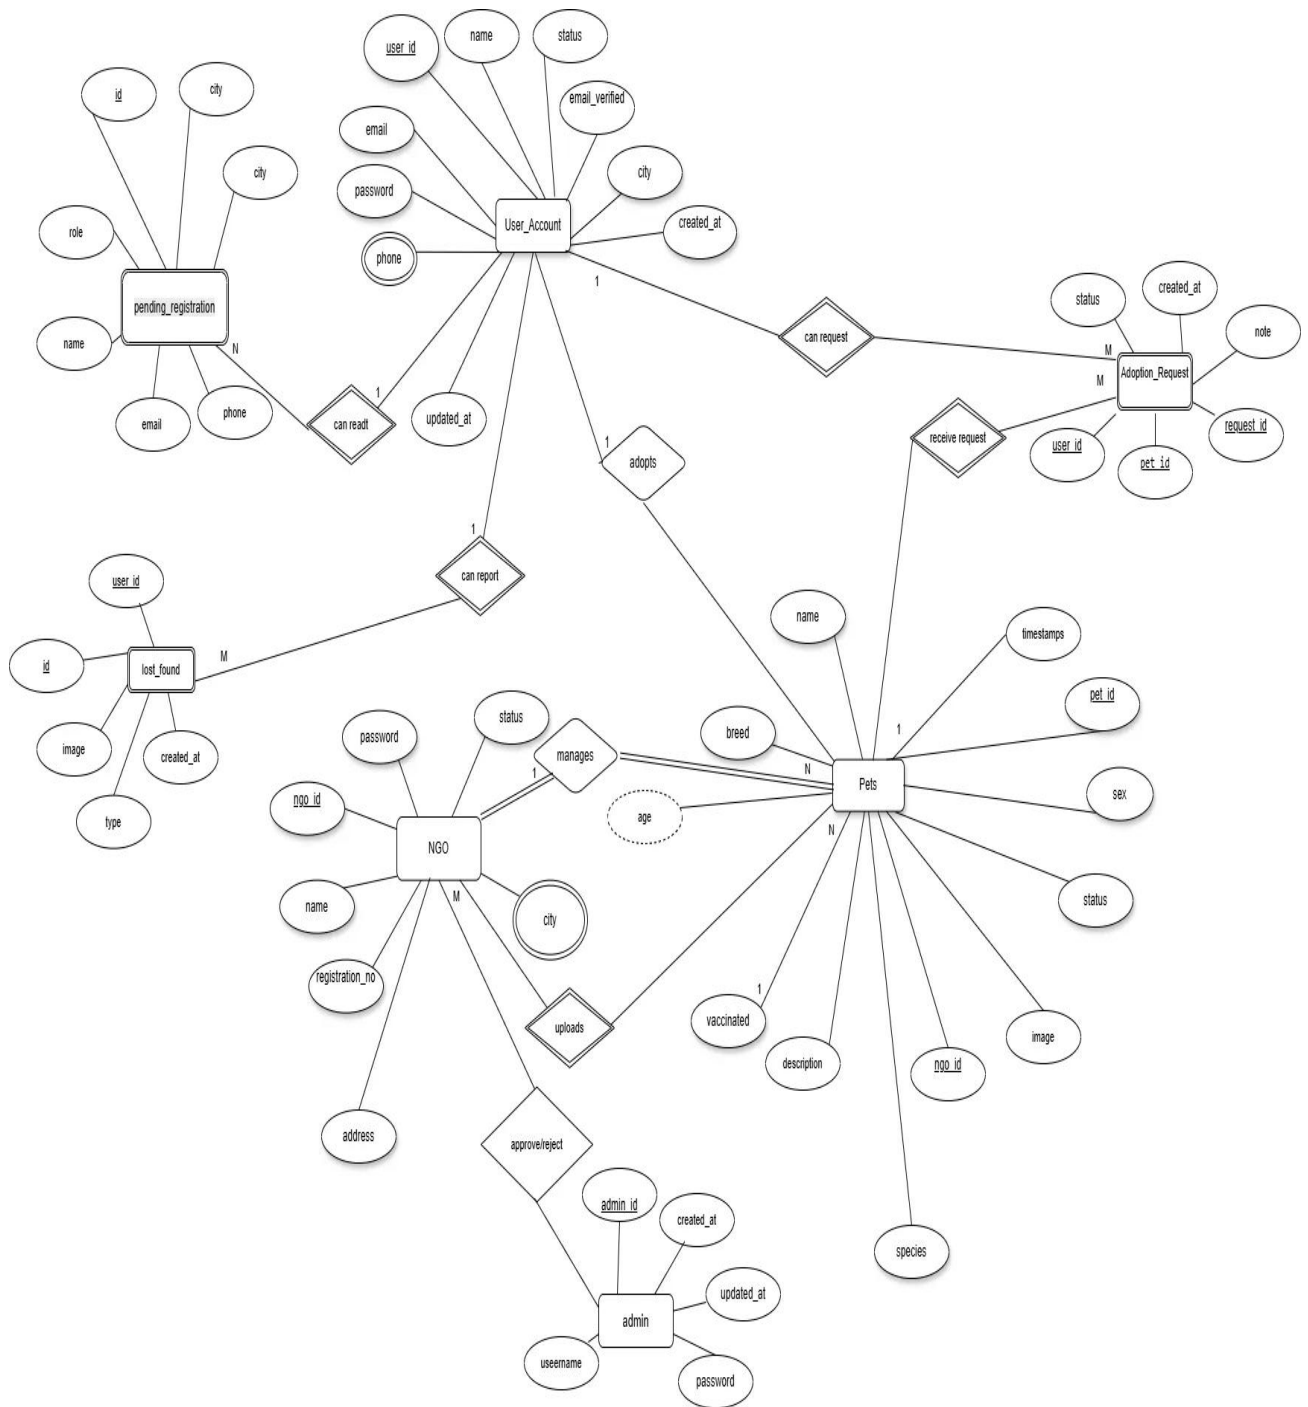 user_id
name
status
id
city
email_verified
email
city
password
city
created_at
role
User_Account
phone
pending_registration
1
can request
status
created_at
note
name
N
M
Adoption_Request
M
email
phone
can readt
1
updated_at
1
adopts
receive request
user_id
pet_id
request_id
1
can report
user_id
M
lost_found
id
image
created_at
type
name
timestamps
pet_id
breed
1
password
status
manages
1
N
Pets
sex
ngo_id
age
N
NGO
M
name
city
status
registration_no
1
uploads
vaccinated
description
ngo_id
image
address
approve/reject
admin_id
created_at
species
updated_at
admin
useername
password